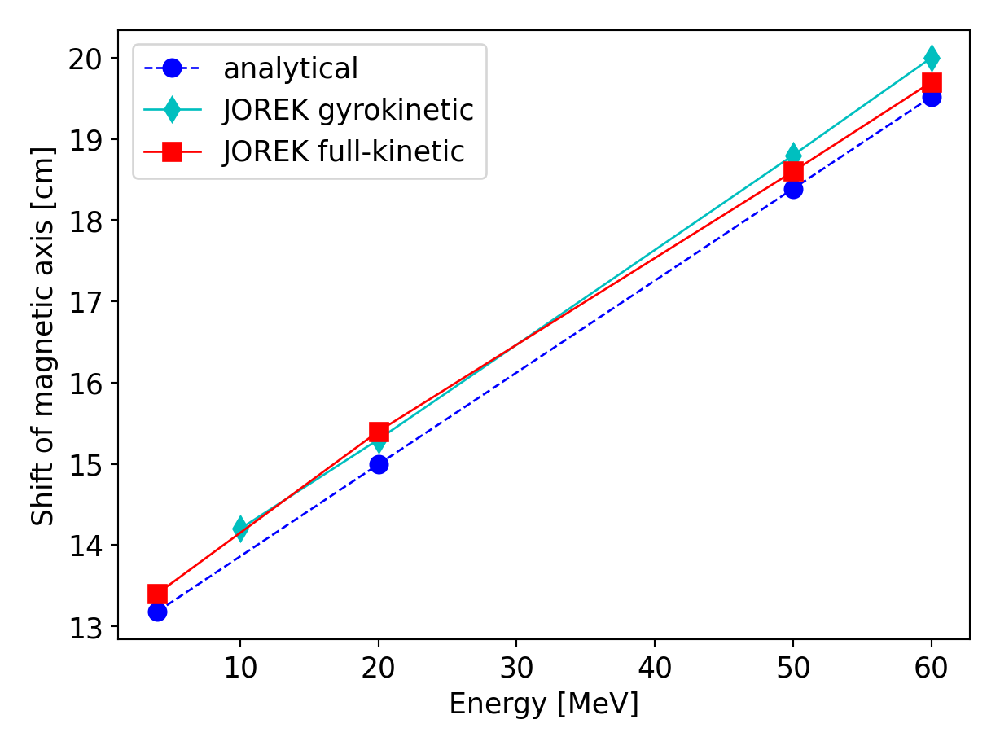 20
19
18
17
16
15
14
13
Shift of magnetic axis [cm]
analytical
JOREK gyrokinetic
JOREK full-kinetic
10 20 30 40 50 60
Energy [MeV]